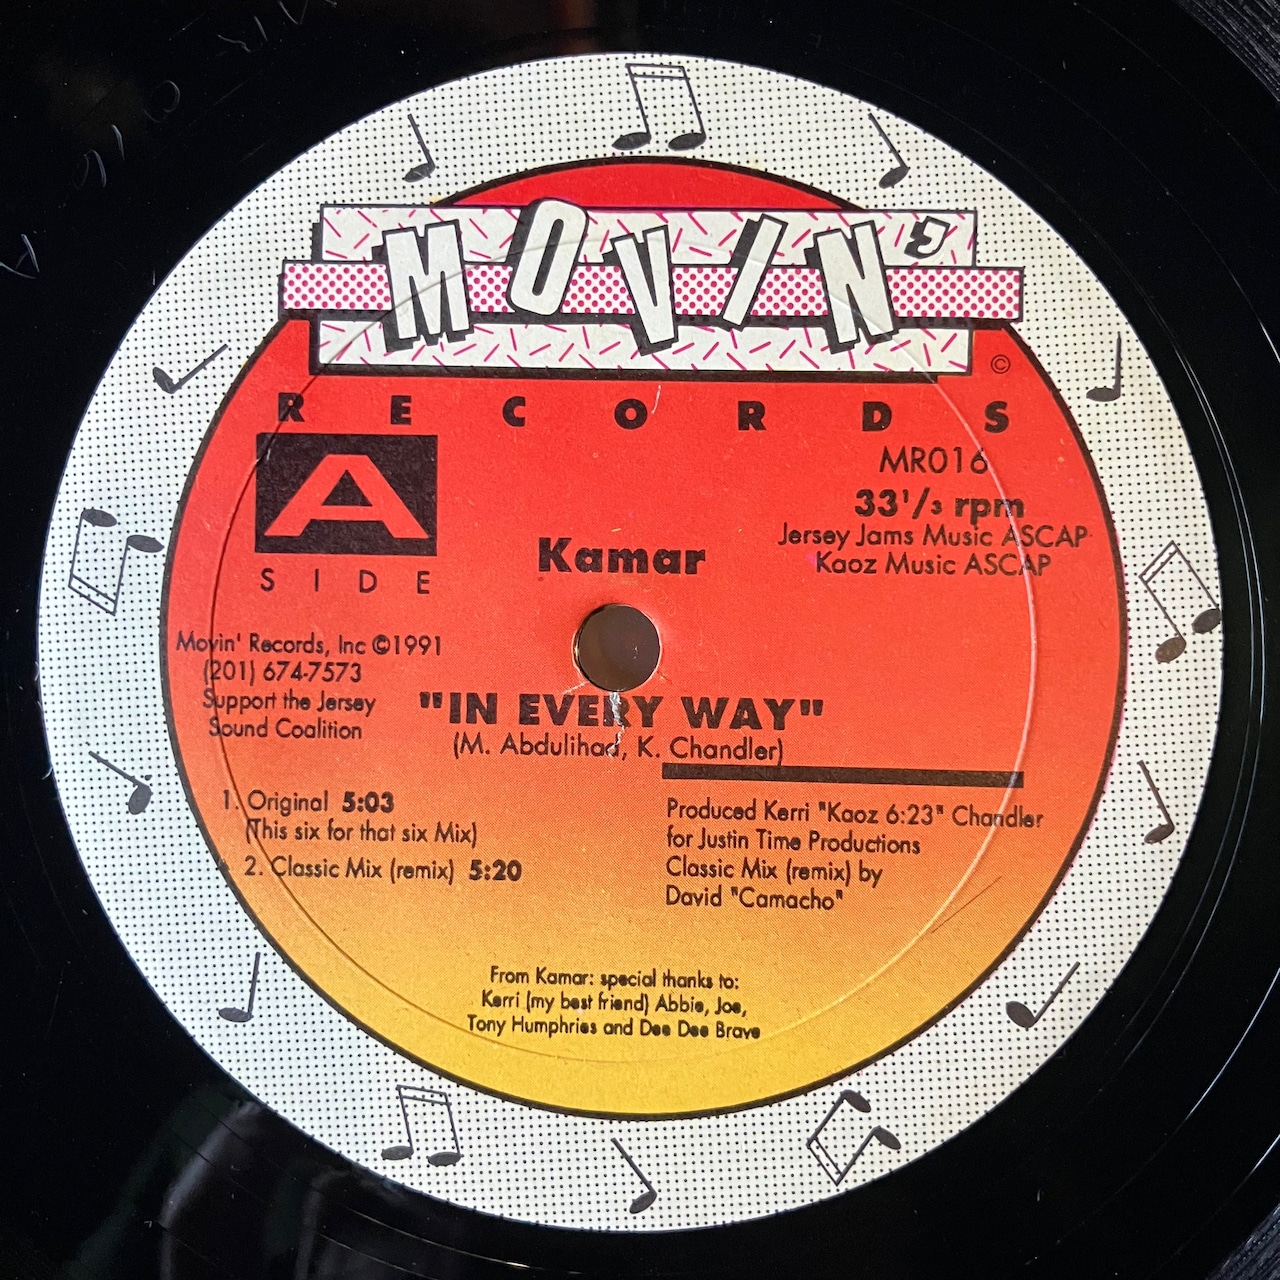 MOVIN'
©
RECORDS
A
SIDE
MR016
33 1/3 rpm
Jersey Jams Music ASCAP
Kaoz Music ASCAP
Kamar
Movin' Records, Inc ©1991
(201) 674-7573
Support the Jersey
Sound Coalition
"IN EVERY WAY"
(M. Abdulihad, K. Chandler)
1. Original 5:03
(This six for that six Mix)
2. Classic Mix (remix) 5:20
Produced Kerri "Kaoz 6:23" Chandler
for Justin Time Productions
Classic Mix (remix) by
David "Camacho"
From Kamar: special thanks to:
Kerri (my best friend) Abbie, Joe,
Tony Humphries and Dee Dee Brave